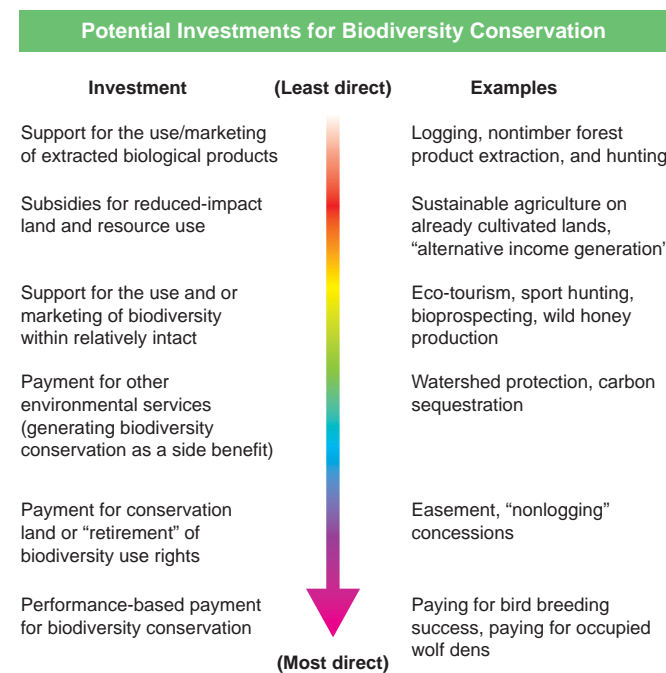 Potential Investments for Biodiversity Conservation
Investment (Least direct) Examples
Support for the use/marketing
of extracted biological products
Logging, nontimber forest
product extraction, and hunting
Subsidies for reduced-impact
land and resource use
Sustainable agriculture on
already cultivated lands,
“alternative income generation”
Support for the use and or
marketing of biodiversity
within relatively intact
Eco-tourism, sport hunting,
bioprospecting, wild honey
production
Payment for other
environmental services
(generating biodiversity
conservation as a side benefit)
Watershed protection, carbon
sequestration
Payment for conservation
land or “retirement” of
biodiversity use rights
Easement, “nonlogging”
concessions
Performance-based payment
for biodiversity conservation
Paying for bird breeding
success, paying for occupied
wolf dens
(Most direct)